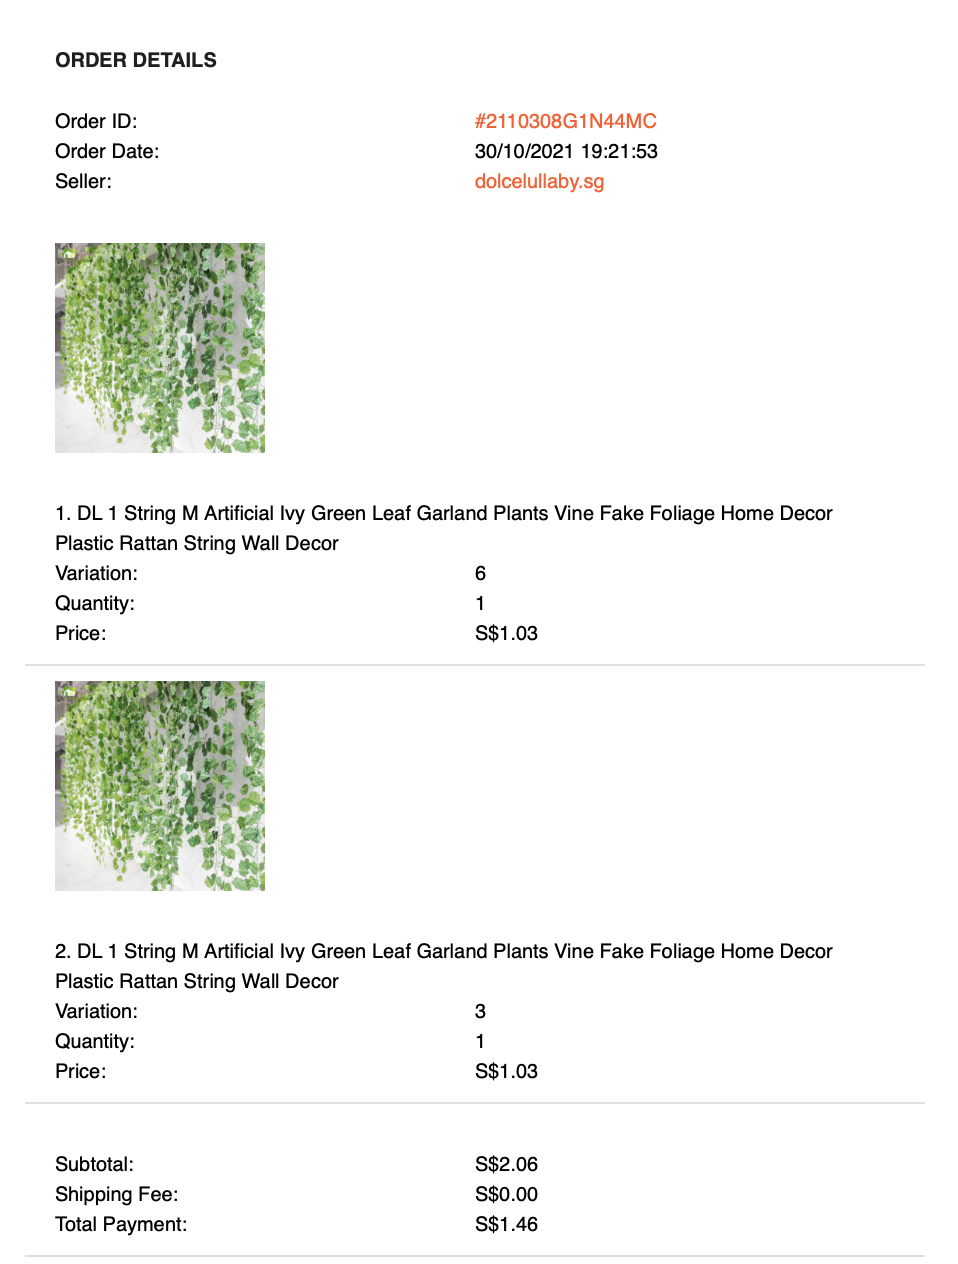 ORDER DETAILS
Order ID: #2110308G1N44MC
Order Date: 30/10/2021 19:21:53
Seller: dolcelullaby.sg
1. DL 1 String M Artificial Ivy Green Leaf Garland Plants Vine Fake Foliage Home Decor
Plastic Rattan String Wall Decor
Variation: 6
Quantity: 1
Price: S$1.03
2. DL 1 String M Artificial Ivy Green Leaf Garland Plants Vine Fake Foliage Home Decor
Plastic Rattan String Wall Decor
Variation: 3
Quantity: 1
Price: S$1.03
Subtotal: S$2.06
Shipping Fee: S$0.00
Total Payment: S$1.46